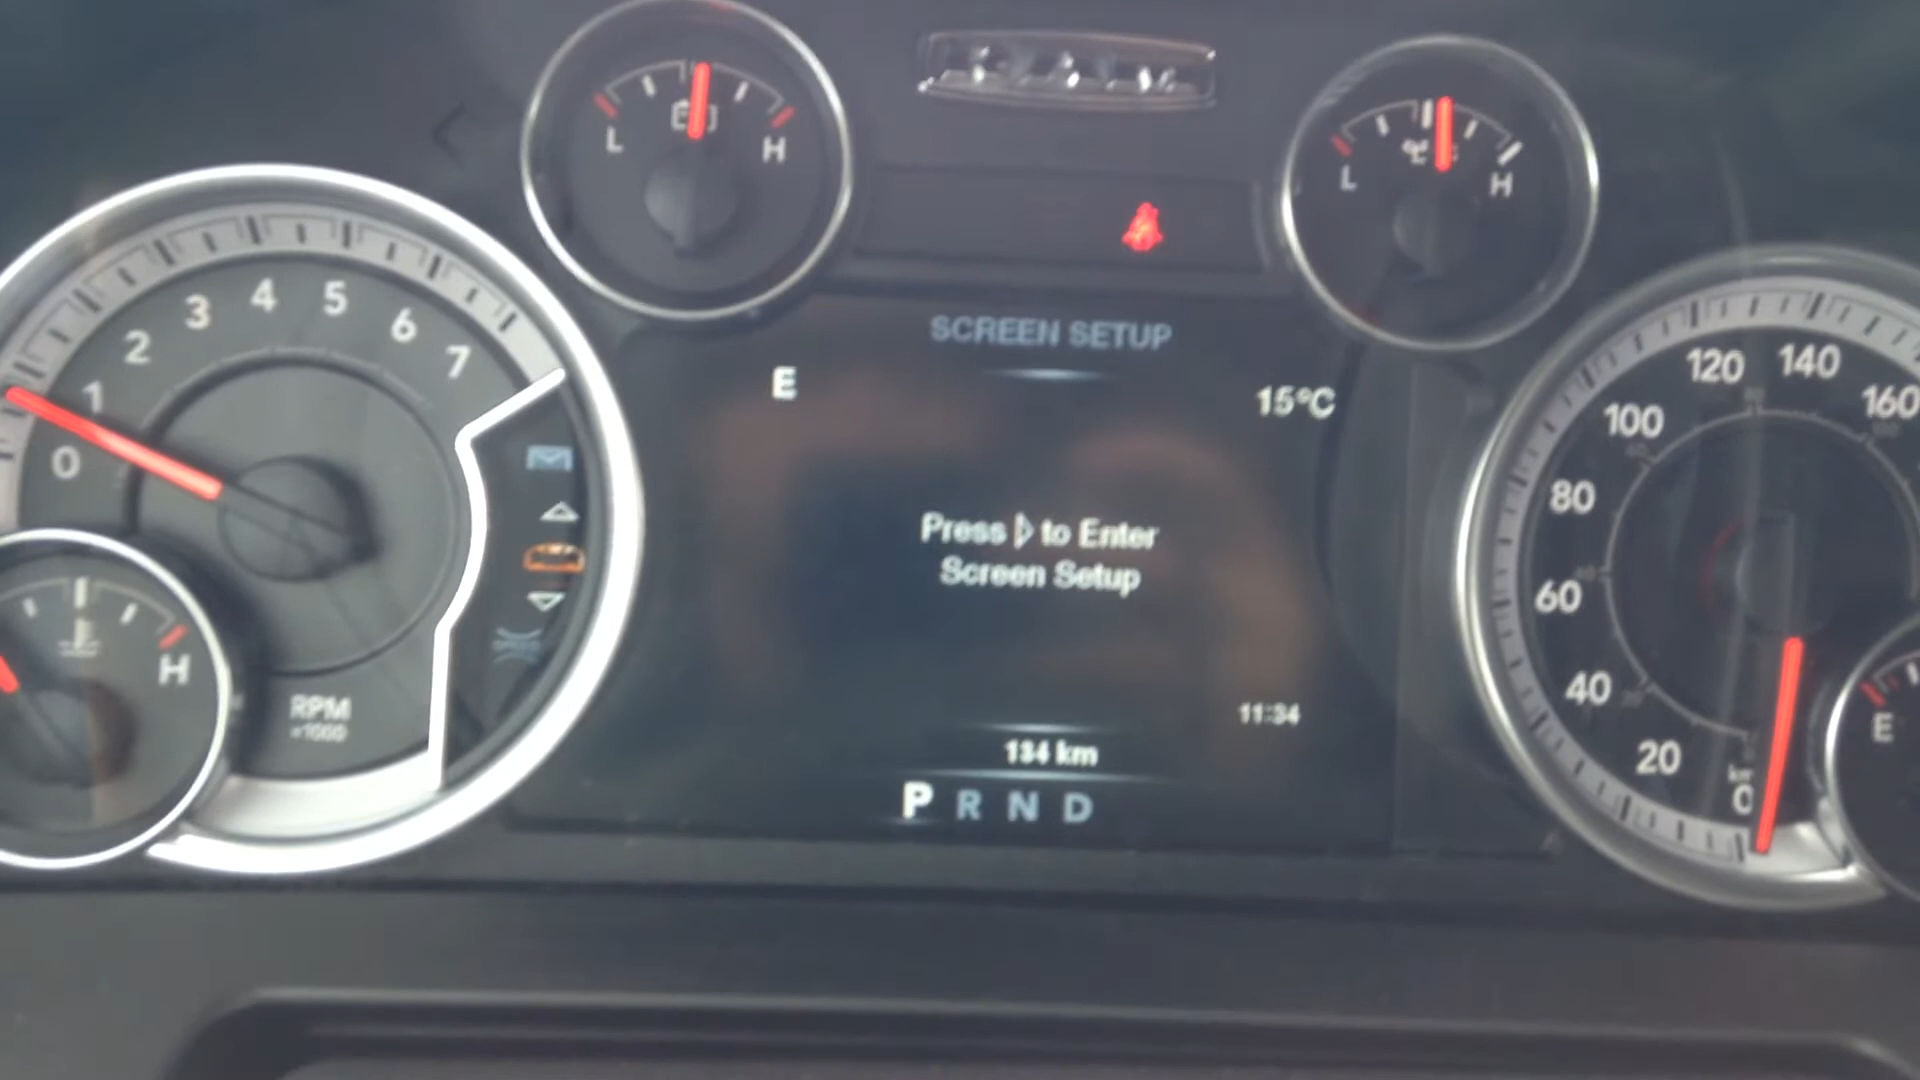 L H
L H
SCREEN SETUP
E
15°C
Press ▷ to Enter
Screen Setup
11:34
134 km
P R N D
0 1 2 3 4 5 6 7
RPM
×1000
H
0 20 40 60 80 100 120 140 160
E